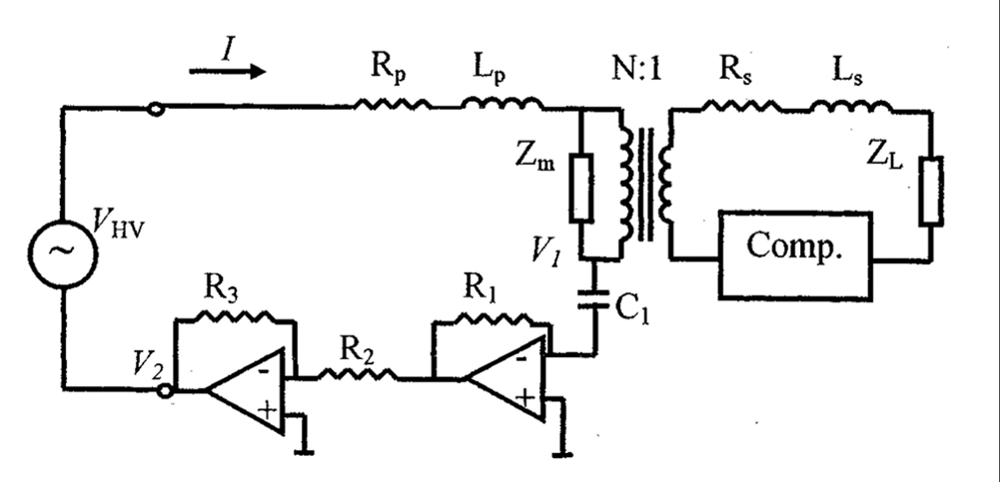 I
Rp Lp N:1 Rs Ls
Zm ZL
VHV ~
V1 Comp.
R3 R1 C1
V2 R2
- -
+ +